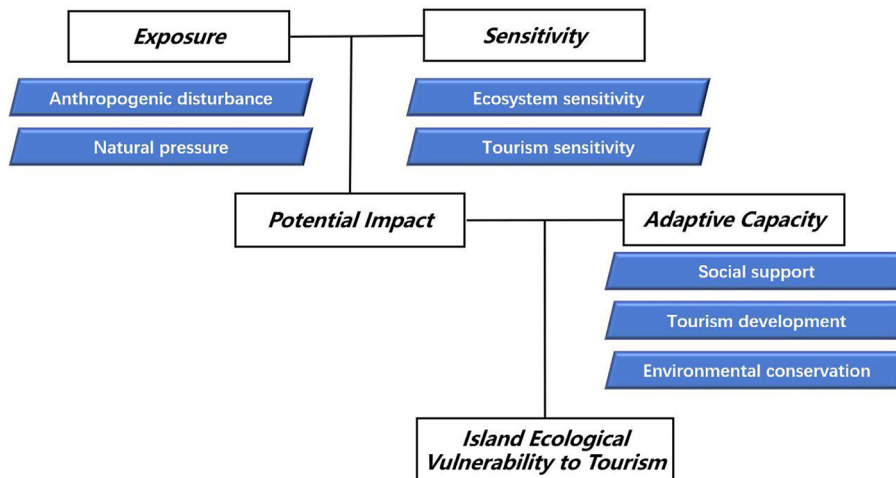 Exposure
Sensitivity
Anthropogenic disturbance
Ecosystem sensitivity
Natural pressure
Tourism sensitivity
Potential Impact
Adaptive Capacity
Social support
Tourism development
Environmental conservation
Island Ecological
Vulnerability to Tourism